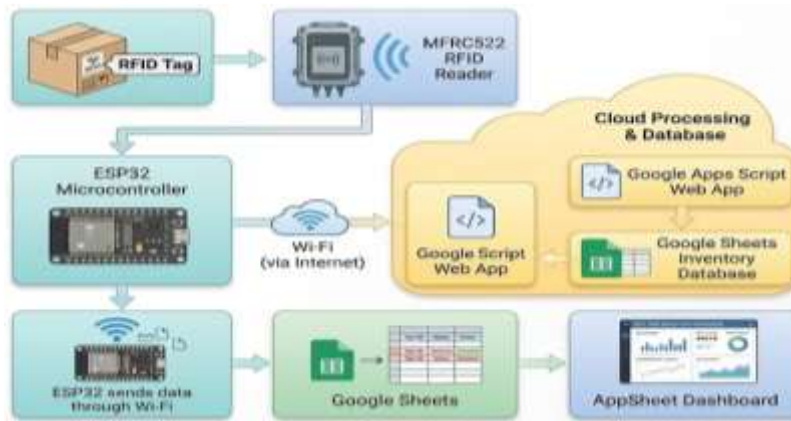 RFID Tag
MFRC522
RFID
Reader
Cloud Processing
& Database
ESP32
Microcontroller
Google Apps Script
Web App
Wi-Fi
(via Internet)
Google Script
Web App
Google Sheets
Inventory
Database
ESP32 sends data
through Wi-Fi
Google Sheets
AppSheet Dashboard